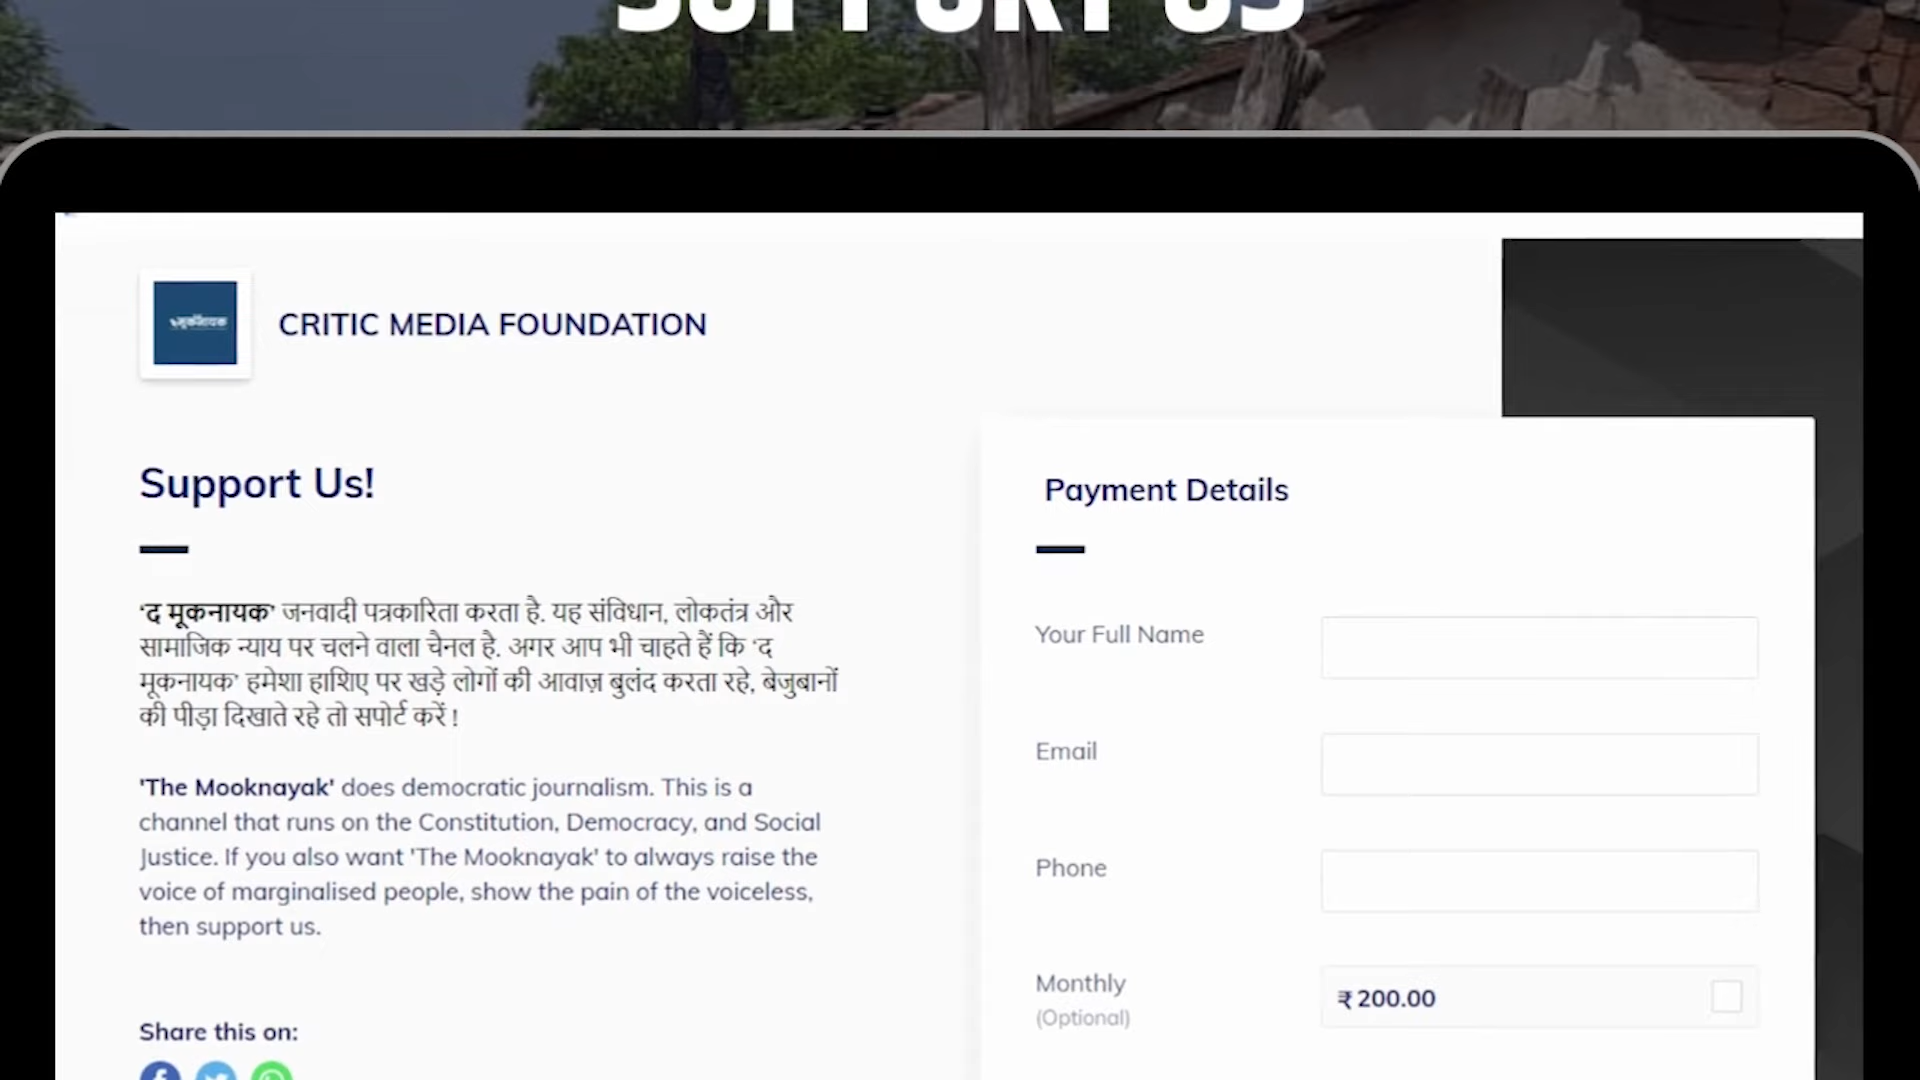 SUPPORT US
मूकनायक
CRITIC MEDIA FOUNDATION
Support Us!
'द मूकनायक' जनवादी पत्रकारिता करता है. यह संविधान, लोकतंत्र और
सामाजिक न्याय पर चलने वाला चैनल है. अगर आप भी चाहते हैं कि 'द
मूकनायक' हमेशा हाशिए पर खड़े लोगों की आवाज़ बुलंद करता रहे, बेजुबानों
की पीड़ा दिखाते रहे तो सपोर्ट करें !
'The Mooknayak' does democratic journalism. This is a
channel that runs on the Constitution, Democracy, and Social
Justice. If you also want 'The Mooknayak' to always raise the
voice of marginalised people, show the pain of the voiceless,
then support us.
Share this on:
Payment Details
Your Full Name
Email
Phone
Monthly
(Optional)
₹ 200.00